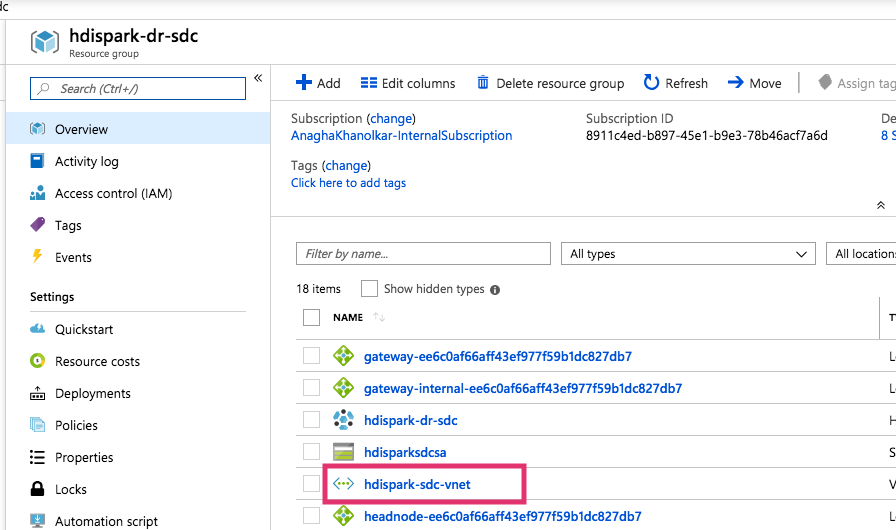 dc
hdispark-dr-sdc
Resource group
Search (Ctrl+/)
«
Add
Edit columns
Delete resource group
Refresh
Move
Assign tag
Overview
Activity log
Access control (IAM)
Tags
Events
Settings
Quickstart
Resource costs
Deployments
Policies
Properties
Locks
Automation script
Subscription (change)
AnaghaKhanolkar-InternalSubscription
Subscription ID
8911c4ed-b897-45e1-b9e3-78b46acf7a6d
De
8 S
Tags (change)
Click here to add tags
Filter by name...
All types
All location
18 items
Show hidden types
NAME
T
gateway-ee6c0af66aff43ef977f59b1dc827db7
L
gateway-internal-ee6c0af66aff43ef977f59b1dc827db7
L
hdispark-dr-sdc
H
hdisparksdcsa
S
hdispark-sdc-vnet
V
headnode-ee6c0af66aff43ef977f59b1dc827db7
L